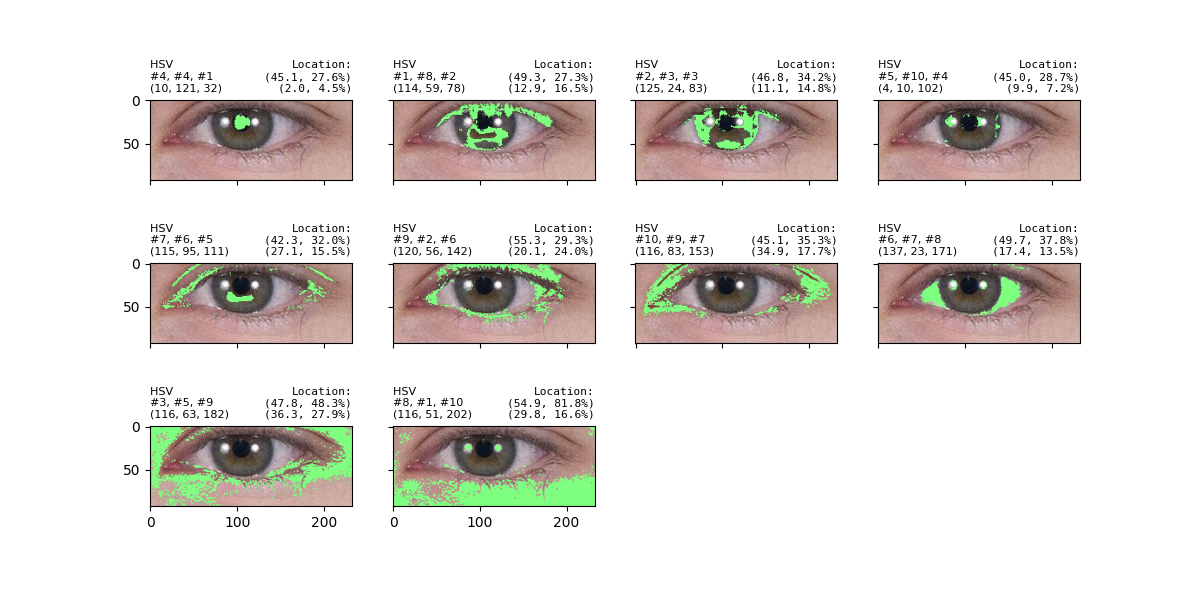 HSV Location:
#4, #4, #1 (45.1, 27.6%)
(10, 121, 32) (2.0, 4.5%)
HSV Location:
#1, #8, #2 (49.3, 27.3%)
(114, 59, 78) (12.9, 16.5%)
HSV Location:
#2, #3, #3 (46.8, 34.2%)
(125, 24, 83) (11.1, 14.8%)
HSV Location:
#5, #10, #4 (45.0, 28.7%)
(4, 10, 102) (9.9, 7.2%)
0
50
HSV Location:
#7, #6, #5 (42.3, 32.0%)
(115, 95, 111) (27.1, 15.5%)
HSV Location:
#9, #2, #6 (55.3, 29.3%)
(120, 56, 142) (20.1, 24.0%)
HSV Location:
#10, #9, #7 (45.1, 35.3%)
(116, 83, 153) (34.9, 17.7%)
HSV Location:
#6, #7, #8 (49.7, 37.8%)
(137, 23, 171) (17.4, 13.5%)
0
50
HSV Location:
#3, #5, #9 (47.8, 48.3%)
(116, 63, 182) (36.3, 27.9%)
HSV Location:
#8, #1, #10 (54.9, 81.8%)
(116, 51, 202) (29.8, 16.6%)
0
50
0 100 200
0 100 200